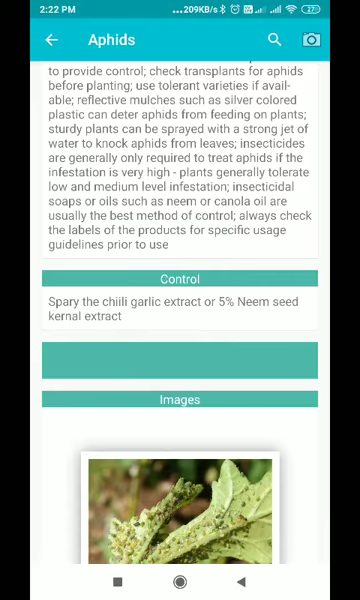 2:22 PM
...209KB/s
27
Aphids
to provide control; check transplants for aphids
before planting; use tolerant varieties if avail-
able; reflective mulches such as silver colored
plastic can deter aphids from feeding on plants;
sturdy plants can be sprayed with a strong jet of
water to knock aphids from leaves; insecticides
are generally only required to treat aphids if the
infestation is very high - plants generally tolerate
low and medium level infestation; insecticidal
soaps or oils such as neem or canola oil are
usually the best method of control; always check
the labels of the products for specific usage
guidelines prior to use
Control
Spary the chiili garlic extract or 5% Neem seed
kernal extract
Images